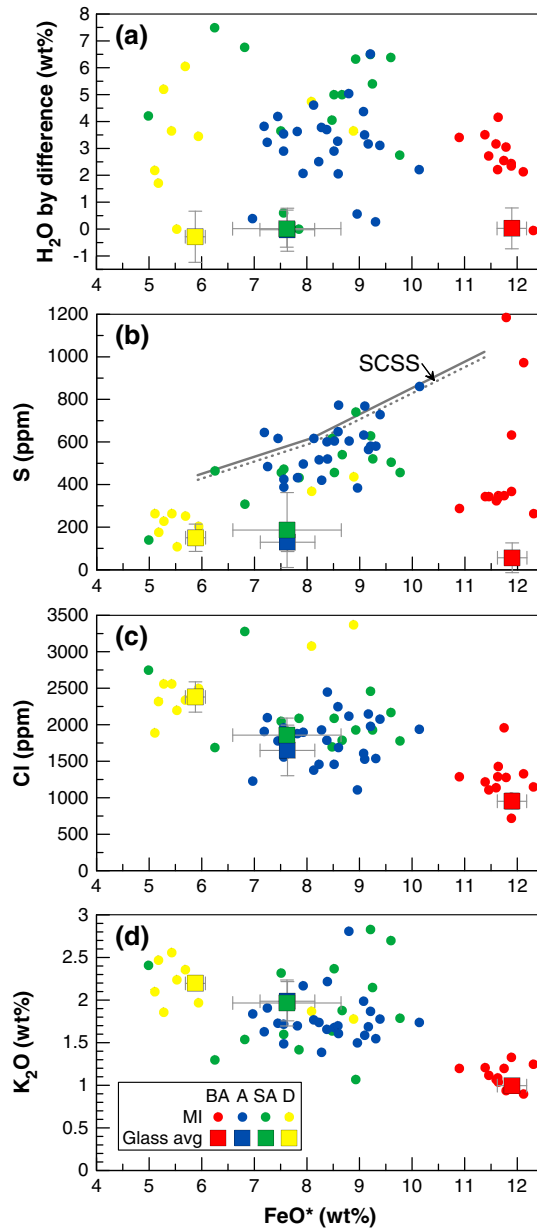 (a)
H2O by difference (wt%)
8
7
6
5
4
3
2
1
0
-1
4 5 6 7 8 9 10 11 12
(b)
S (ppm)
1200
1000
800
600
400
200
0
SCSS
4 5 6 7 8 9 10 11 12
(c)
Cl (ppm)
3500
3000
2500
2000
1500
1000
500
0
4 5 6 7 8 9 10 11 12
(d)
K2O (wt%)
3
2.5
2
1.5
1
0.5
0
BA A SA D
MI
Glass avg
4 5 6 7 8 9 10 11 12
FeO* (wt%)